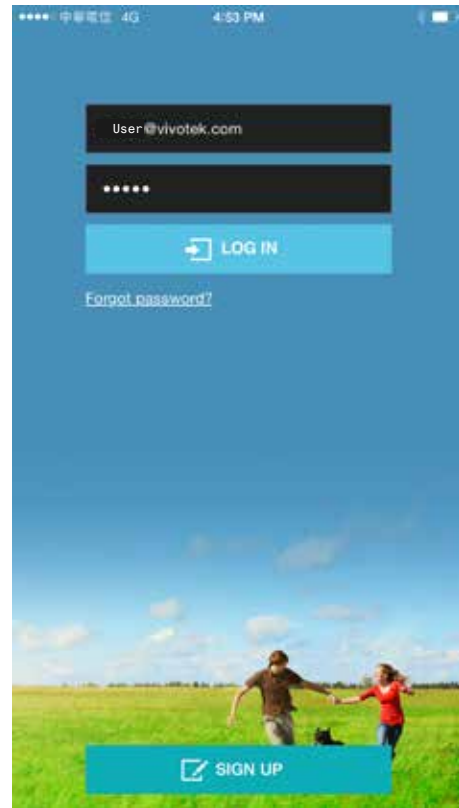 中華電信 4G 4:53 PM
User@vivotek.com
•••••
LOG IN
Forgot password?
SIGN UP